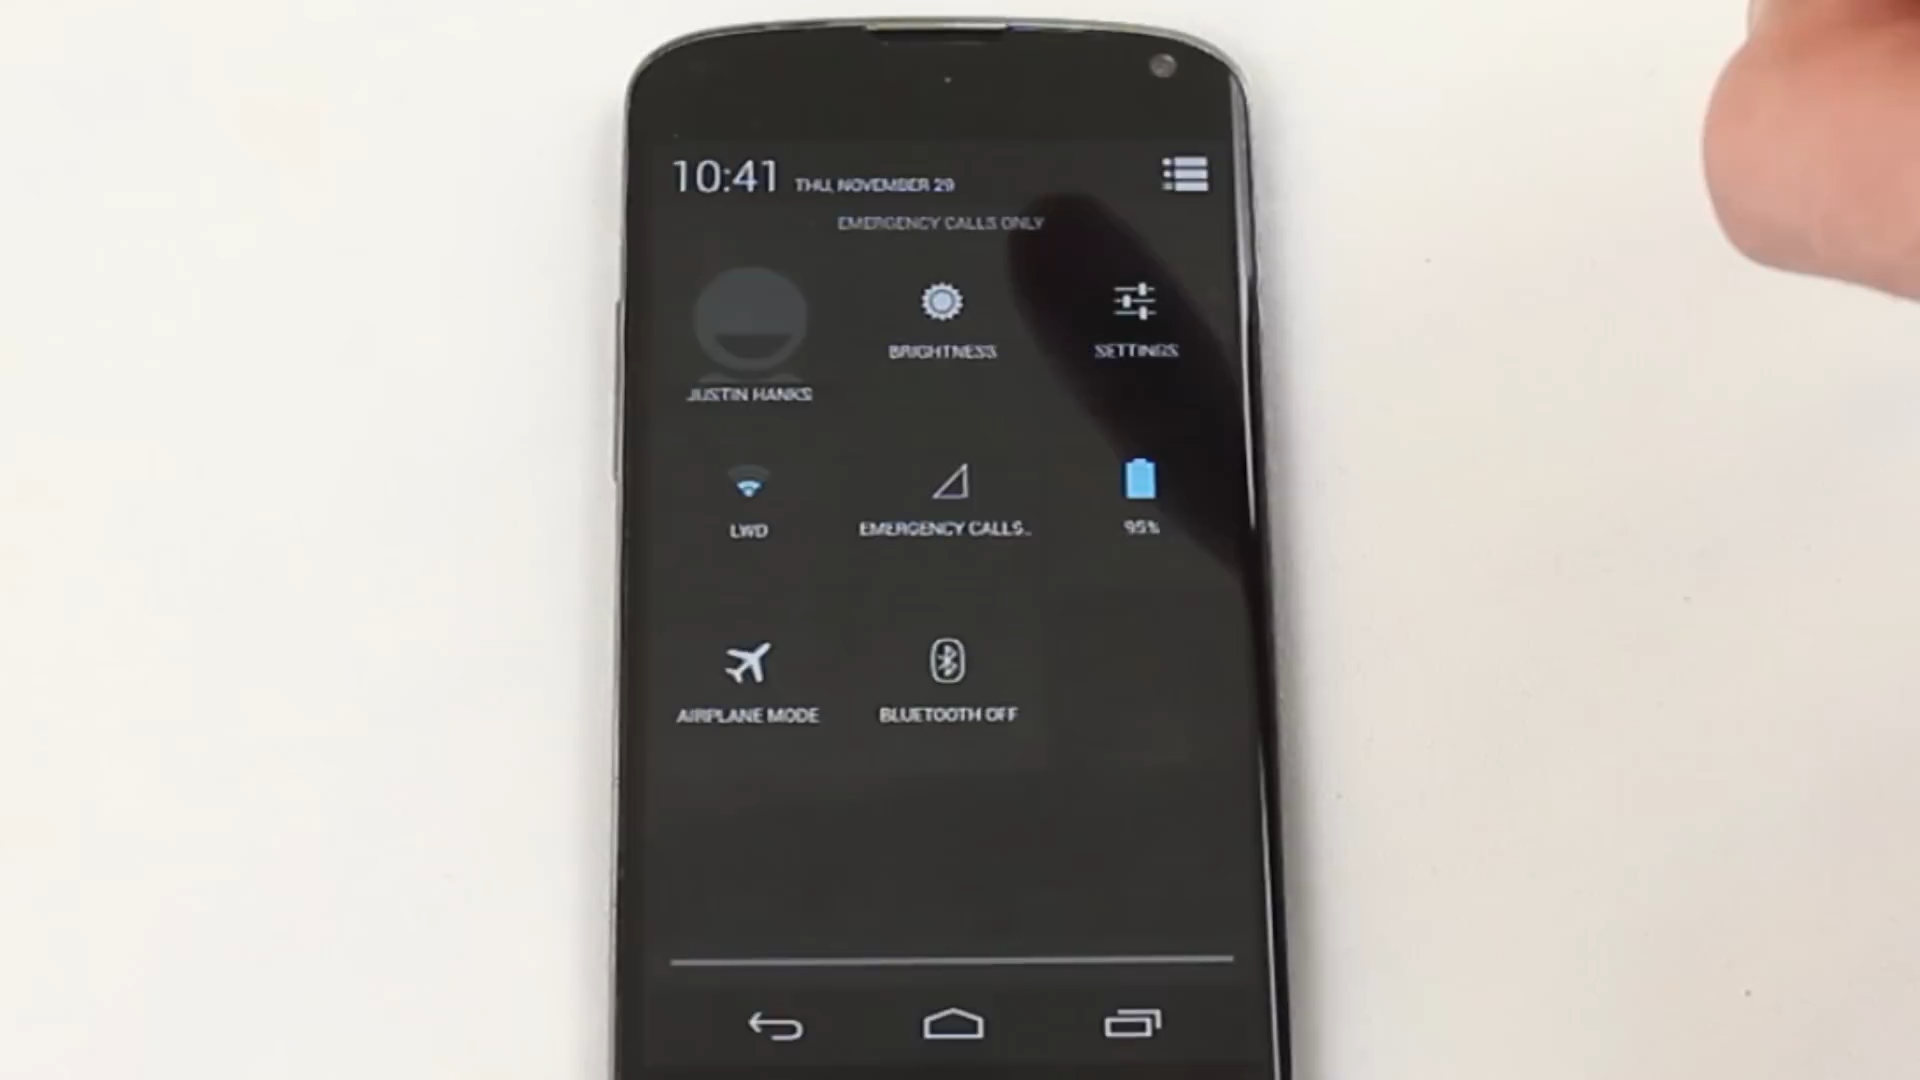 10:41 THU, NOVEMBER 29
EMERGENCY CALLS ONLY
BRIGHTNESS
SETTINGS
JUSTIN HANKS
LWD
EMERGENCY CALLS..
95%
AIRPLANE MODE
BLUETOOTH OFF